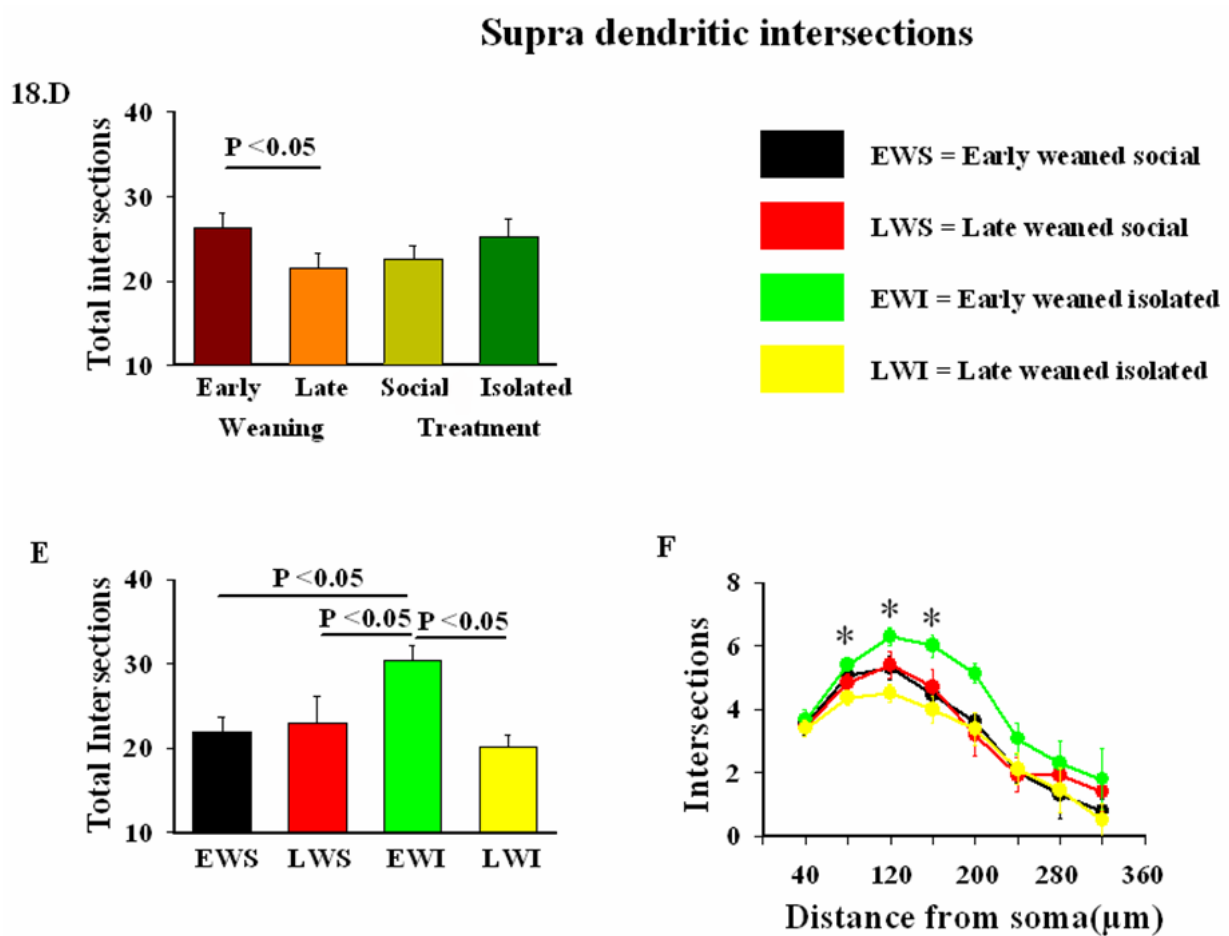 Supra dendritic intersections
18.D
Total intersections
40
30
20
10
P <0.05
Early Late Social Isolated
Weaning Treatment
EWS = Early weaned social
LWS = Late weaned social
EWI = Early weaned isolated
LWI = Late weaned isolated
E
Total Intersections
40
30
20
10
P <0.05
P <0.05 P <0.05
EWS LWS EWI LWI
F
Intersections
8
6
4
2
0
* * *
40 120 200 280 360
Distance from soma(µm)